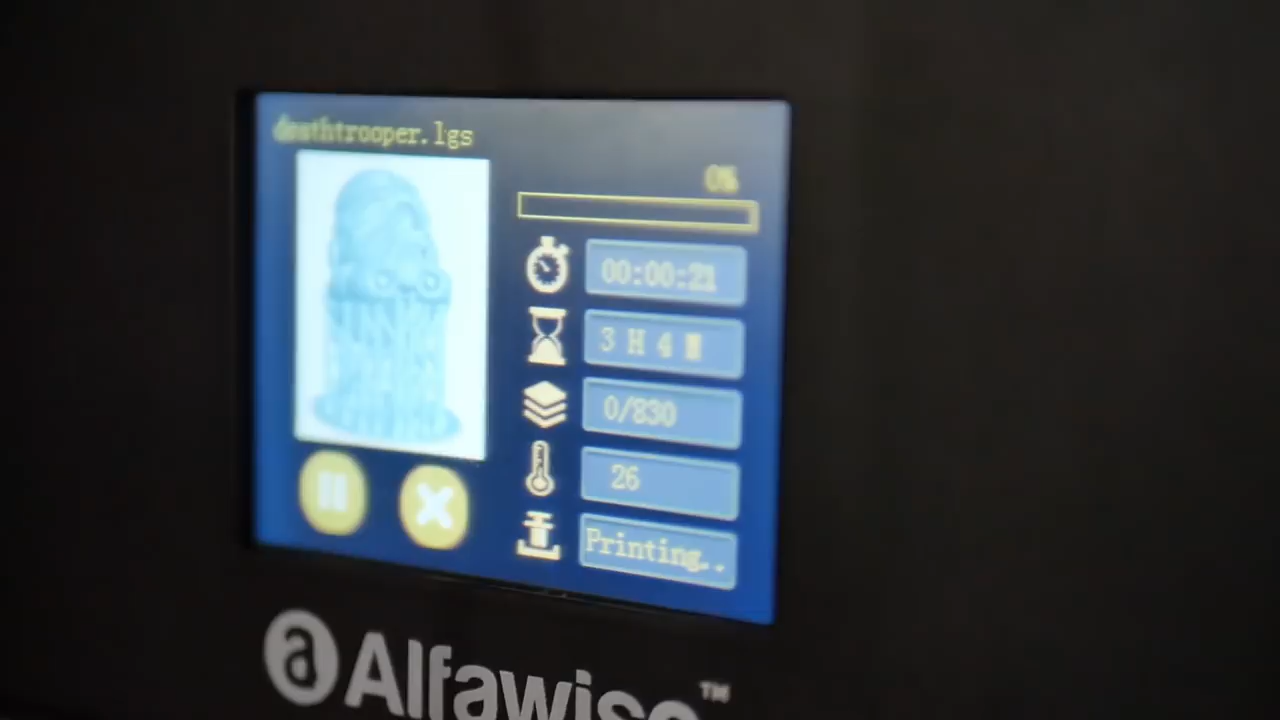 deathtrooper.lgs
0%
00:00:21
3 H 4 M
0/830
26
Printing..
a Alfawise™